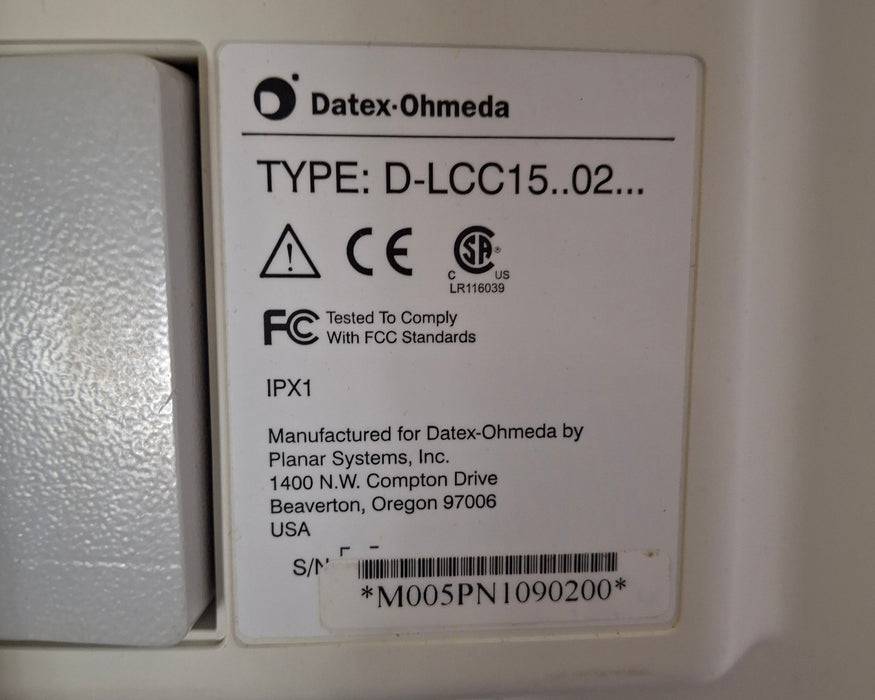 Datex-Ohmeda
TYPE: D-LCC15..02...
CE
CSA®
C US
LR116039
FC Tested To Comply
With FCC Standards
IPX1
Manufactured for Datex-Ohmeda by
Planar Systems, Inc.
1400 N.W. Compton Drive
Beaverton, Oregon 97006
USA
S/N
*M005PN1090200*